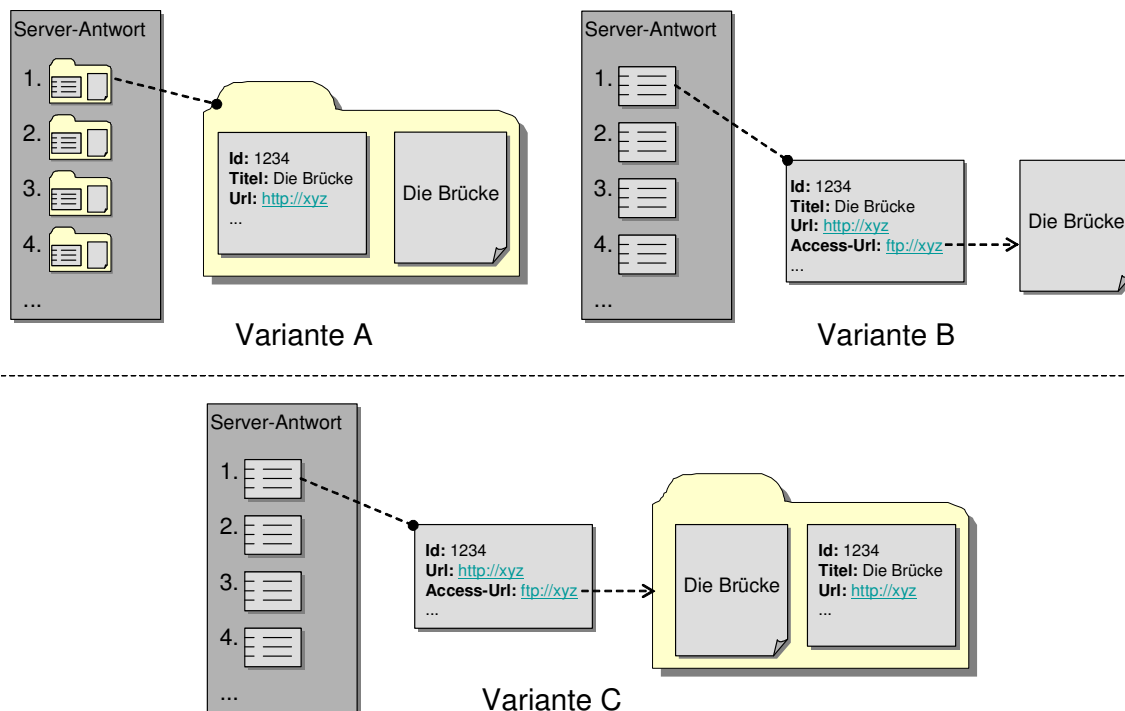 Server-Antwort
1.
2.
3.
4.
...
Id: 1234
Titel: Die Brücke
Url: http://xyz
...
Die Brücke
Variante A
Server-Antwort
1.
2.
3.
4.
...
Id: 1234
Titel: Die Brücke
Url: http://xyz
Access-Url: ftp://xyz
...
Die Brücke
Variante B
Server-Antwort
1.
2.
3.
4.
...
Id: 1234
Url: http://xyz
Access-Url: ftp://xyz
...
Die Brücke
Id: 1234
Titel: Die Brücke
Url: http://xyz
...
Variante C